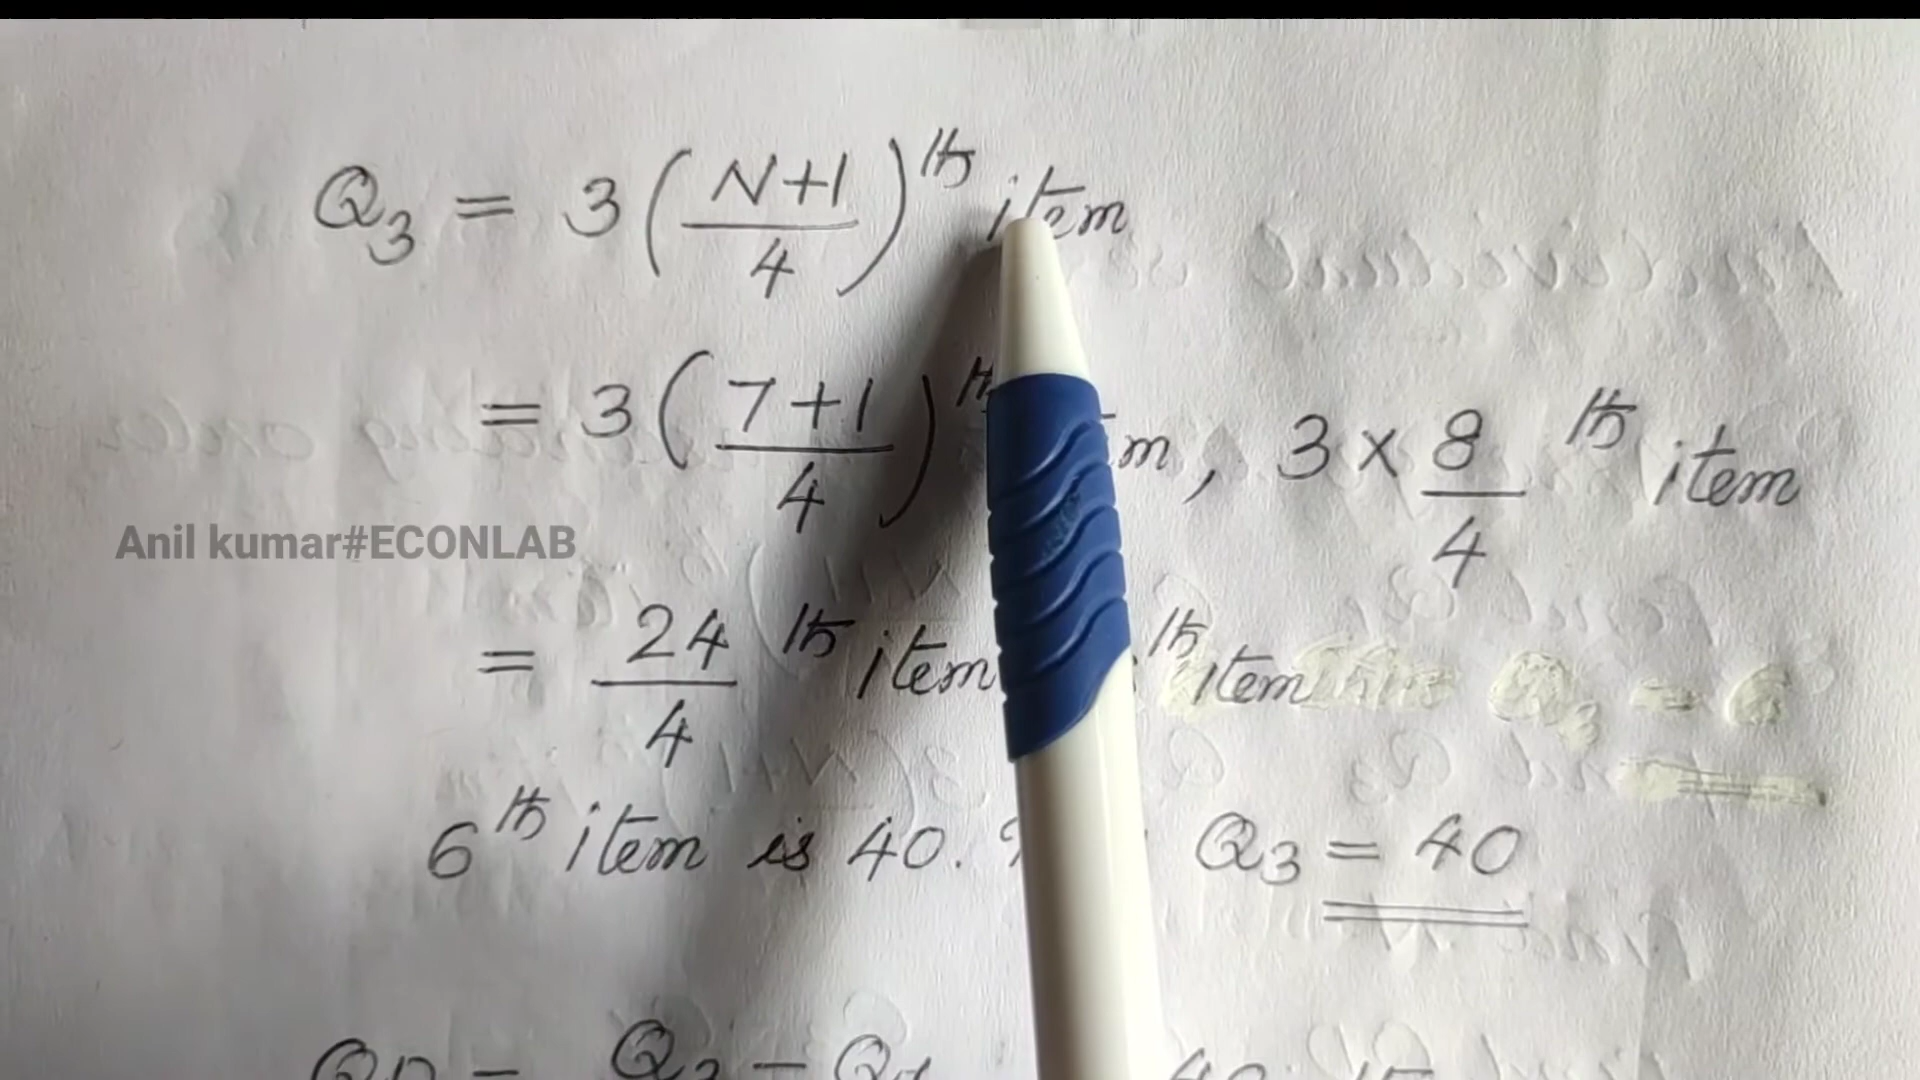 Q₃ = 3(N+1/4)ᵗʰ item
= 3(7+1/4)ᵗʰ m, 3 × 8/4 ᵗʰ item
Anil kumar#ECONLAB
= 24/4 ᵗʰ item ᵗʰ item
6ᵗʰ item is 40. Q₃ = 40